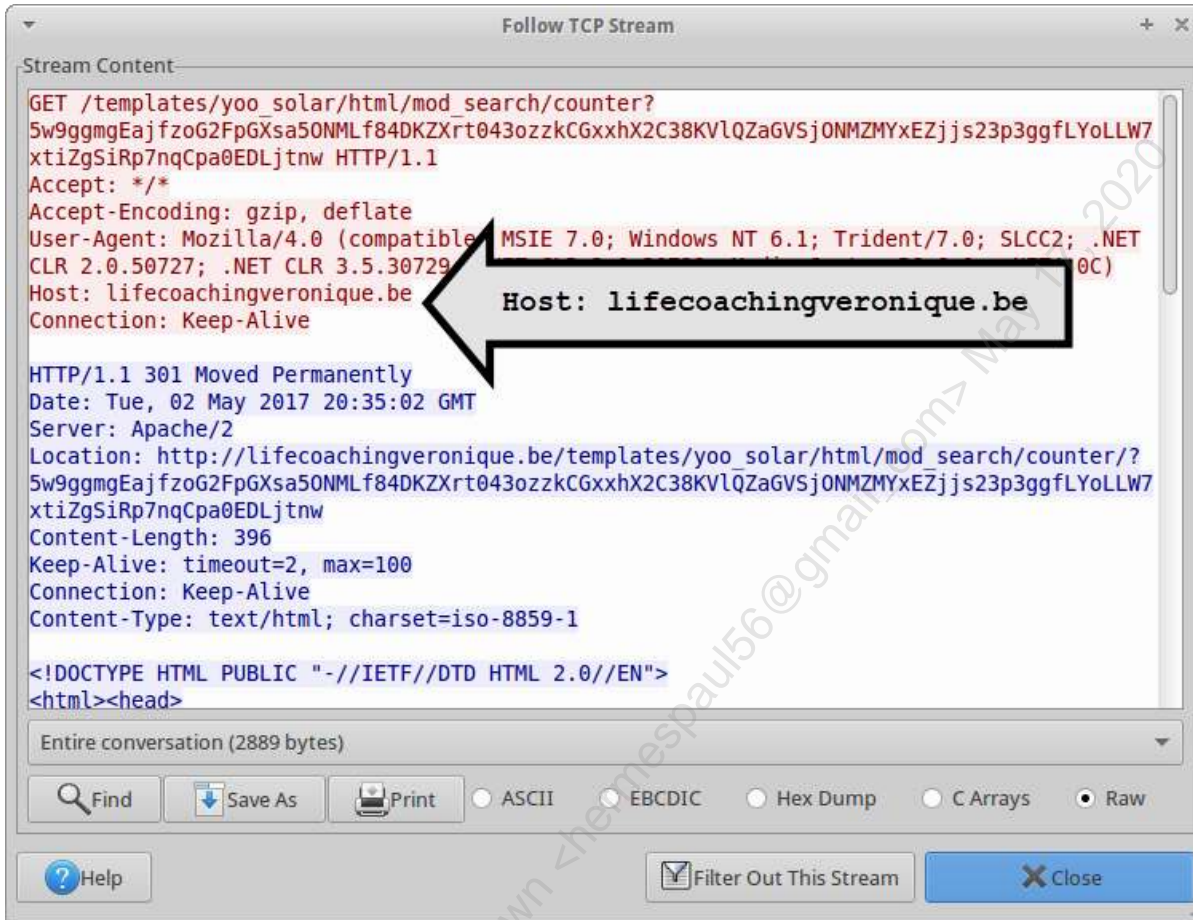 Follow TCP Stream
Stream Content
GET /templates/yoo_solar/html/mod_search/counter?
5w9ggmgEajfzoG2FpGXsa5ONMLf84DKZXrt043ozzkCGxxhX2C38KVlQZaGVSjONMZMYxEZjjs23p3ggfLYoLLW7
xtiZgSiRp7nqCpa0EDLjtnw HTTP/1.1
Accept: */*
Accept-Encoding: gzip, deflate
User-Agent: Mozilla/4.0 (compatible MSIE 7.0; Windows NT 6.1; Trident/7.0; SLCC2; .NET
CLR 2.0.50727; .NET CLR 3.5.30729 0C)
Host: lifecoachingveronique.be
Host: lifecoachingveronique.be
Connection: Keep-Alive
HTTP/1.1 301 Moved Permanently
Date: Tue, 02 May 2017 20:35:02 GMT
Server: Apache/2
Location: http://lifecoachingveronique.be/templates/yoo_solar/html/mod_search/counter/?
5w9ggmgEajfzoG2FpGXsa5ONMLf84DKZXrt043ozzkCGxxhX2C38KVlQZaGVSjONMZMYxEZjjs23p3ggfLYoLLW7
xtiZgSiRp7nqCpa0EDLjtnw
Content-Length: 396
Keep-Alive: timeout=2, max=100
Connection: Keep-Alive
Content-Type: text/html; charset=iso-8859-1
<!DOCTYPE HTML PUBLIC "-//IETF//DTD HTML 2.0//EN">
<html><head>
Entire conversation (2889 bytes)
Find Save As Print ASCII EBCDIC Hex Dump C Arrays Raw
Help Filter Out This Stream Close
wn <hermespaul56@gmail_com> May 17, 2020